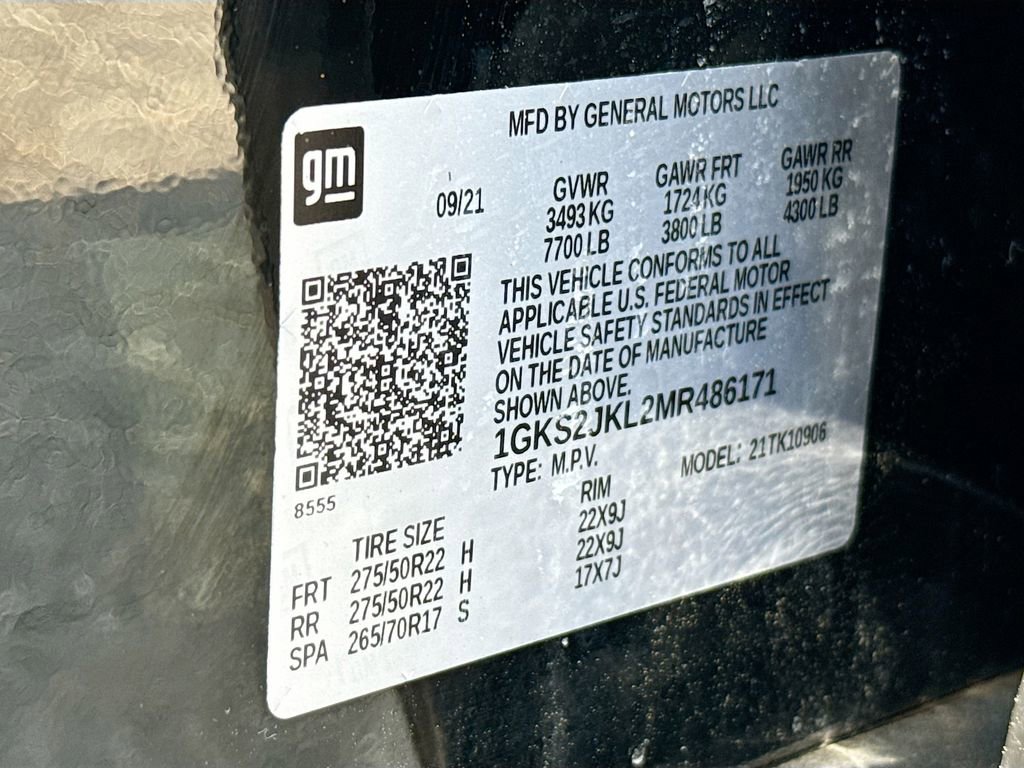 MFD BY GENERAL MOTORS LLC
gm
09/21
GVWR
3493 KG
7700 LB
GAWR FRT
1724 KG
3800 LB
GAWR RR
1950 KG
4300 LB
THIS VEHICLE CONFORMS TO ALL
APPLICABLE U.S. FEDERAL MOTOR
VEHICLE SAFETY STANDARDS IN EFFECT
ON THE DATE OF MANUFACTURE
SHOWN ABOVE.
1GKS2JKL2MR486171
TYPE: M.P.V.
MODEL: 21TK10906
8555
TIRE SIZE RIM
FRT 275/50R22 H 22X9J
RR 275/50R22 H 22X9J
SPA 265/70R17 S 17X7J